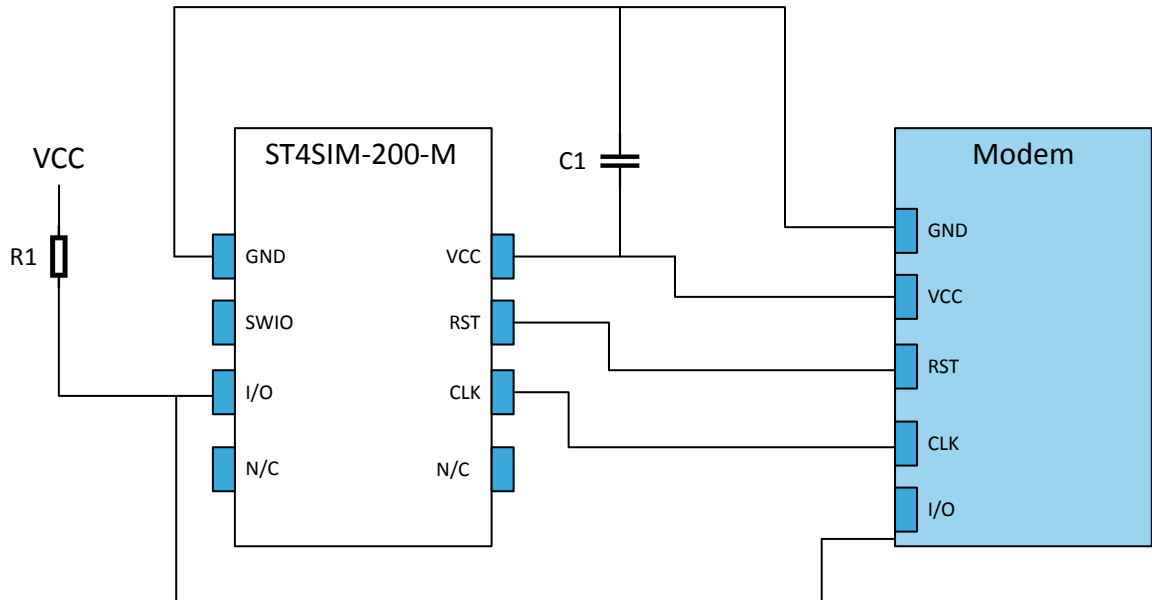 ST4SIM-200-M
Modem
VCC
C1
R1
GND
VCC
SWIO
RST
I/O
CLK
N/C
N/C
GND
VCC
RST
CLK
I/O